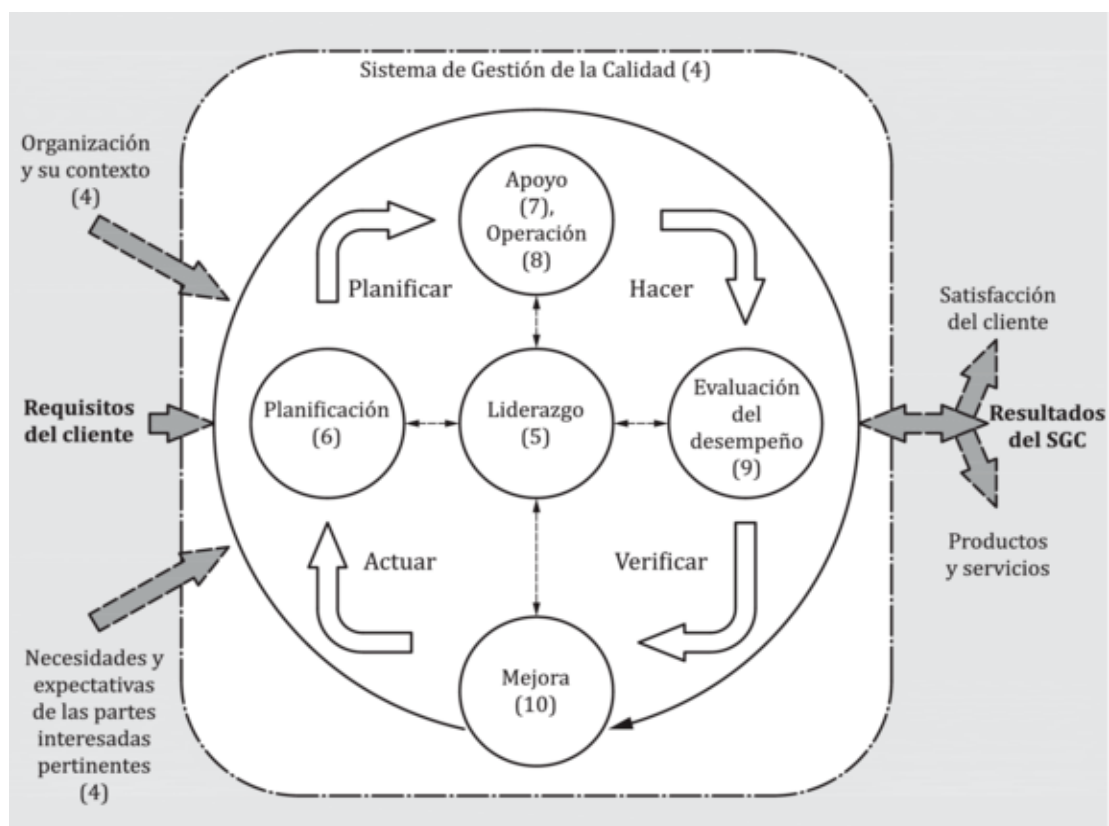 Sistema de Gestión de la Calidad (4)
Organización
y su contexto
(4)
Apoyo
(7),
Operación
(8)
Planificar
Hacer
Satisfacción
del cliente
Requisitos
del cliente
Planificación
(6)
Liderazgo
(5)
Evaluación
del
desempeño
(9)
Resultados
del SGC
Actuar
Verificar
Productos
y servicios
Necesidades y
expectativas
de las partes
interesadas
pertinentes
(4)
Mejora
(10)